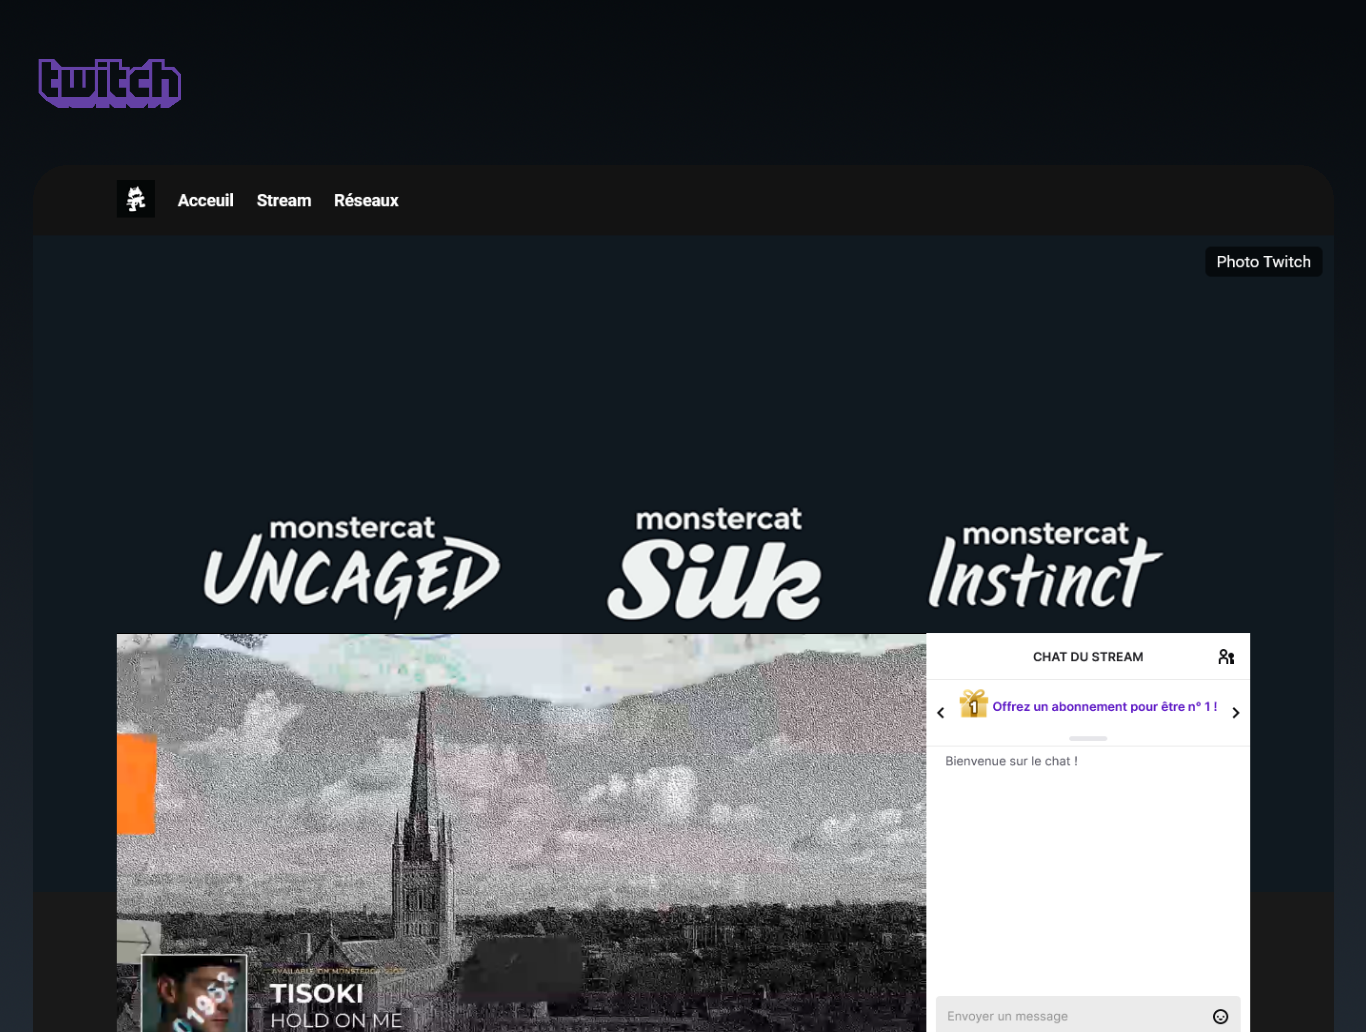 twitch
Acceuil Stream Réseaux
Photo Twitch
monstercat
UNCAGED
monstercat
Silk
monstercat
Instinct
CHAT DU STREAM
1 Offrez un abonnement pour être n° 1 !
Bienvenue sur le chat !
AVAILABLE ON MONSTERCAT
TISOKI
HOLD ON ME
Envoyer un message